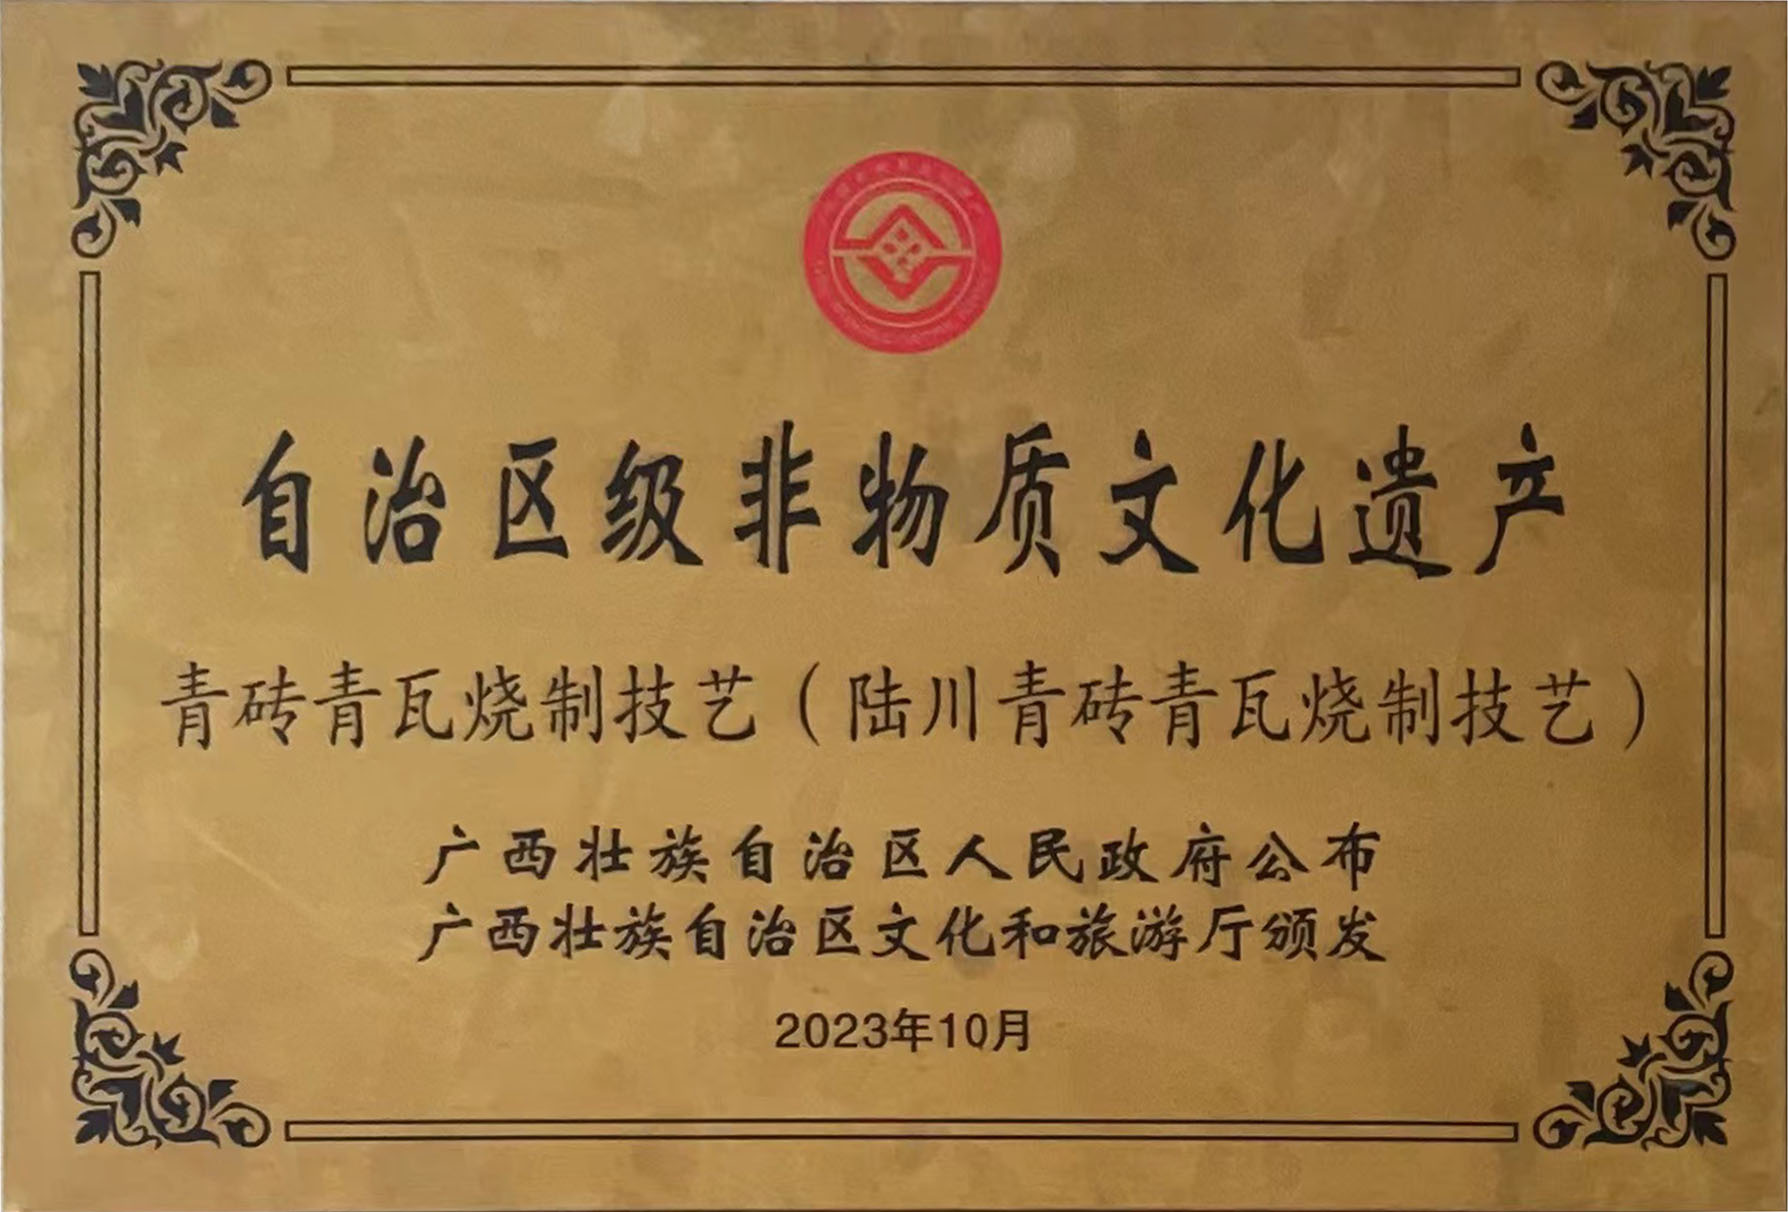 自治区级非物质文化遗产
青砖青瓦烧制技艺（陆川青砖青瓦烧制技艺）
广西壮族自治区人民政府公布
广西壮族自治区文化和旅游厅颁发
2023年10月